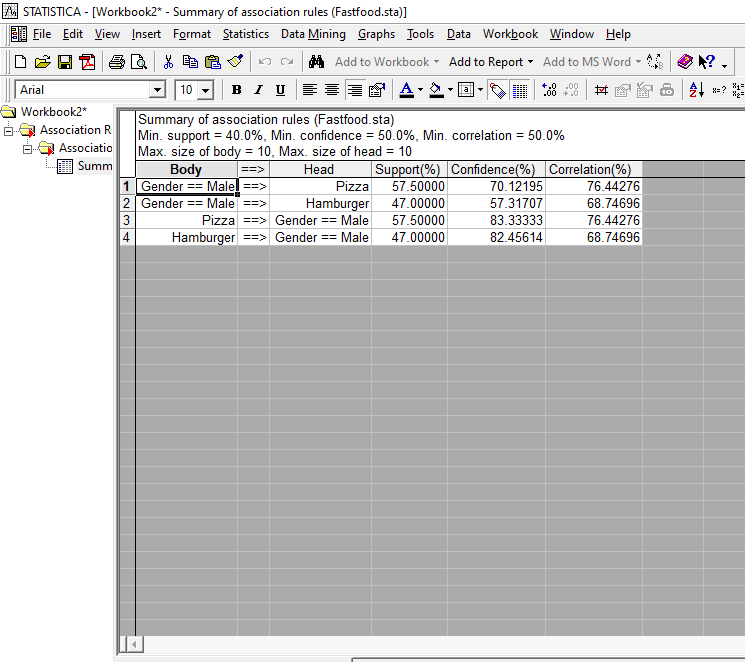 STATISTICA - [Workbook2* - Summary of association rules (Fastfood.sta)]
File Edit View Insert Format Statistics Data Mining Graphs Tools Data Workbook Window Help
Add to Workbook Add to Report Add to MS Word
Arial 10 B I U
Workbook2*
Association R
Associatio
Summ
Summary of association rules (Fastfood.sta)
Min. support = 40.0%, Min. confidence = 50.0%, Min. correlation = 50.0%
Max. size of body = 10, Max. size of head = 10
Body ==> Head Support(%) Confidence(%) Correlation(%)
1 Gender == Male ==> Pizza 57.50000 70.12195 76.44276
2 Gender == Male ==> Hamburger 47.00000 57.31707 68.74696
3 Pizza ==> Gender == Male 57.50000 83.33333 76.44276
4 Hamburger ==> Gender == Male 47.00000 82.45614 68.74696